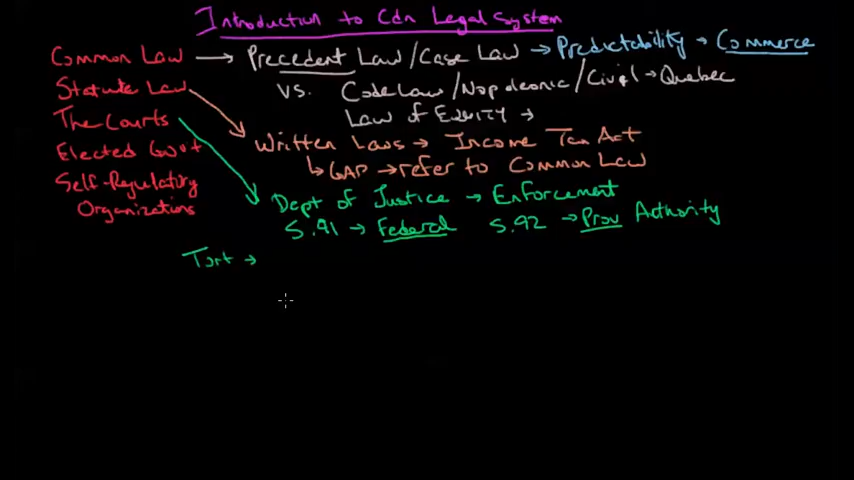 Introduction to Cdn Legal System
Common Law → Precedent Law/Case Law → Predictability → Commerce
Statute Law
vs. Code Law/Napoleonic/Civil → Quebec
Law of Equity →
The Courts
Written Laws → Income Tax Act
Elected Gov't
↳ GAP → refer to Common Law
Self-Regulatory
Organizations
Dept of Justice → Enforcement
S.91 → Federal S.92 → Prov Authority
Tort →